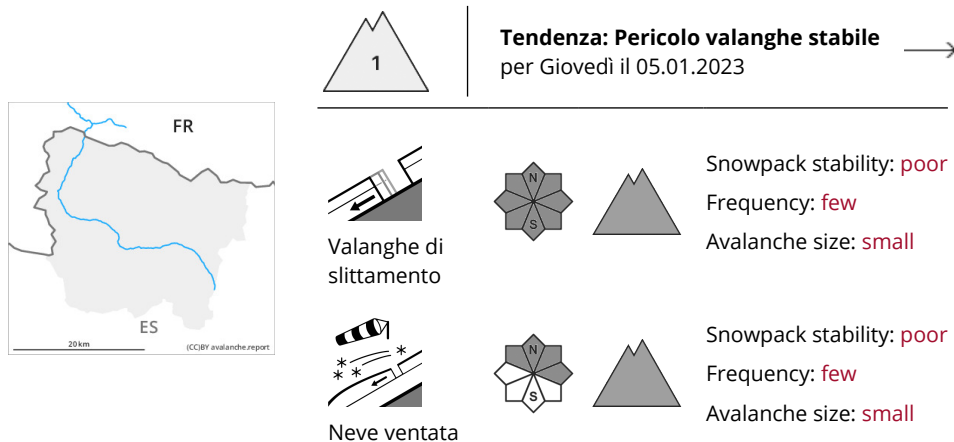 1
Tendenza: Pericolo valanghe stabile
per Giovedì il 05.01.2023
FR
ES
20 km
(CC)BY avalanche.report
N
S
Valanghe di
slittamento
Snowpack stability: poor
Frequency: few
Avalanche size: small
N
S
Neve ventata
Snowpack stability: poor
Frequency: few
Avalanche size: small